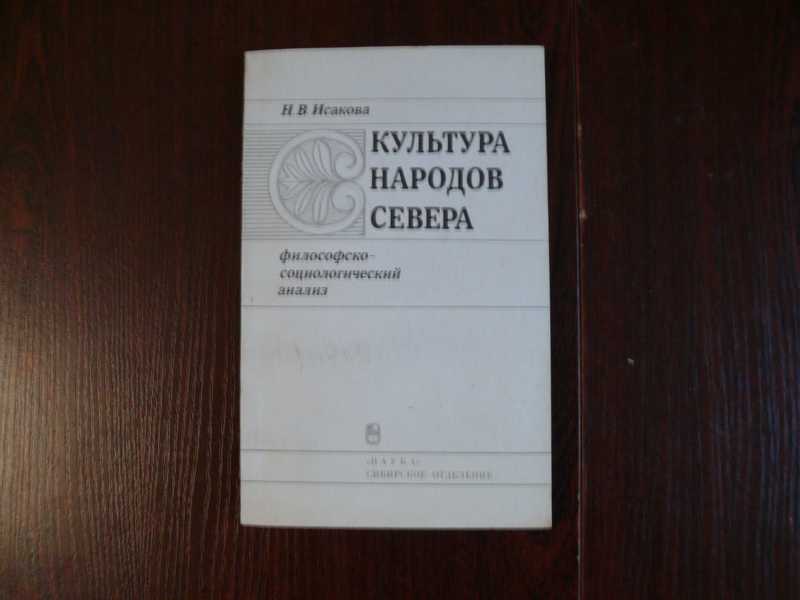 Н.В.Исакова
КУЛЬТУРА
НАРОДОВ
СЕВЕРА
философско-
социологический
анализ
«НАУКА»
СИБИРСКОЕ ОТДЕЛЕНИЕ